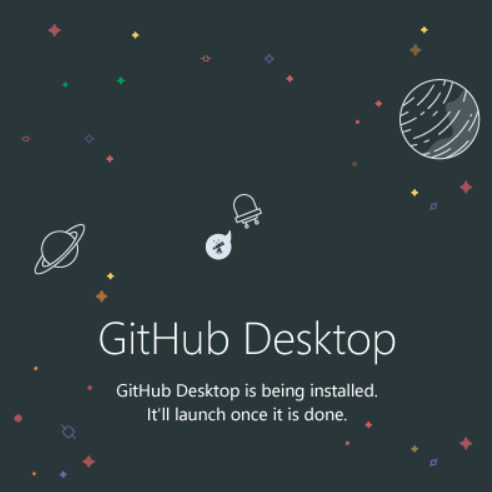 GitHub Desktop
GitHub Desktop is being installed.
It'll launch once it is done.